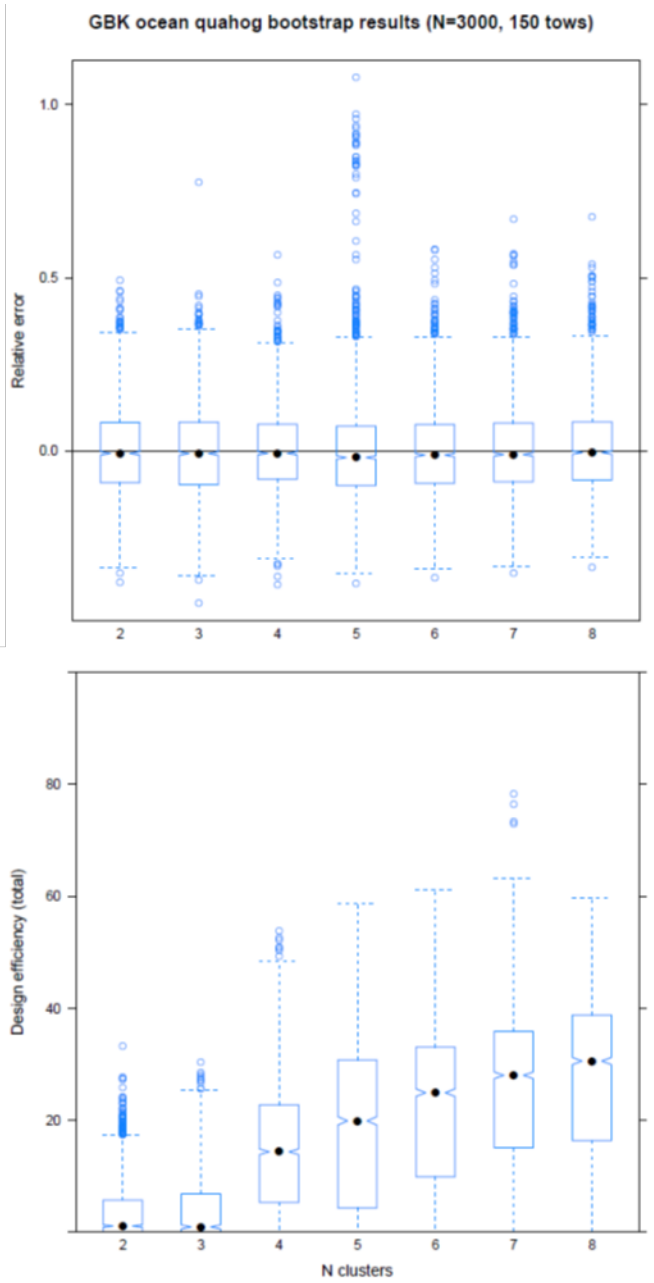 GBK ocean quahog bootstrap results (N=3000, 150 tows)
1.0
0.5
0.0
Relative error
2 3 4 5 6 7 8
80
60
40
20
Design efficiency (total)
2 3 4 5 6 7 8
N clusters